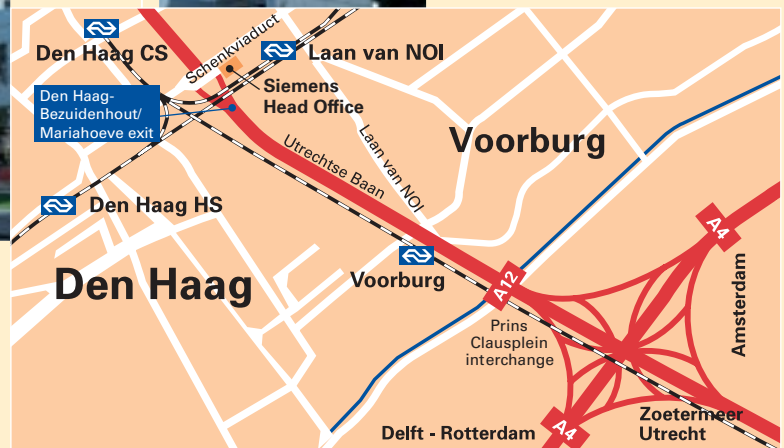 Den Haag CS
Schenkviaduct
Laan van NOI
Siemens
Head Office
Den Haag-
Bezuidenhout/
Mariahoeve exit
Utrechtse Baan
Laan van NOI
Voorburg
Den Haag HS
Den Haag
Voorburg
A4
A12
Amsterdam
Prins
Clausplein
interchange
Zoetermeer
Utrecht
Delft - Rotterdam
A4